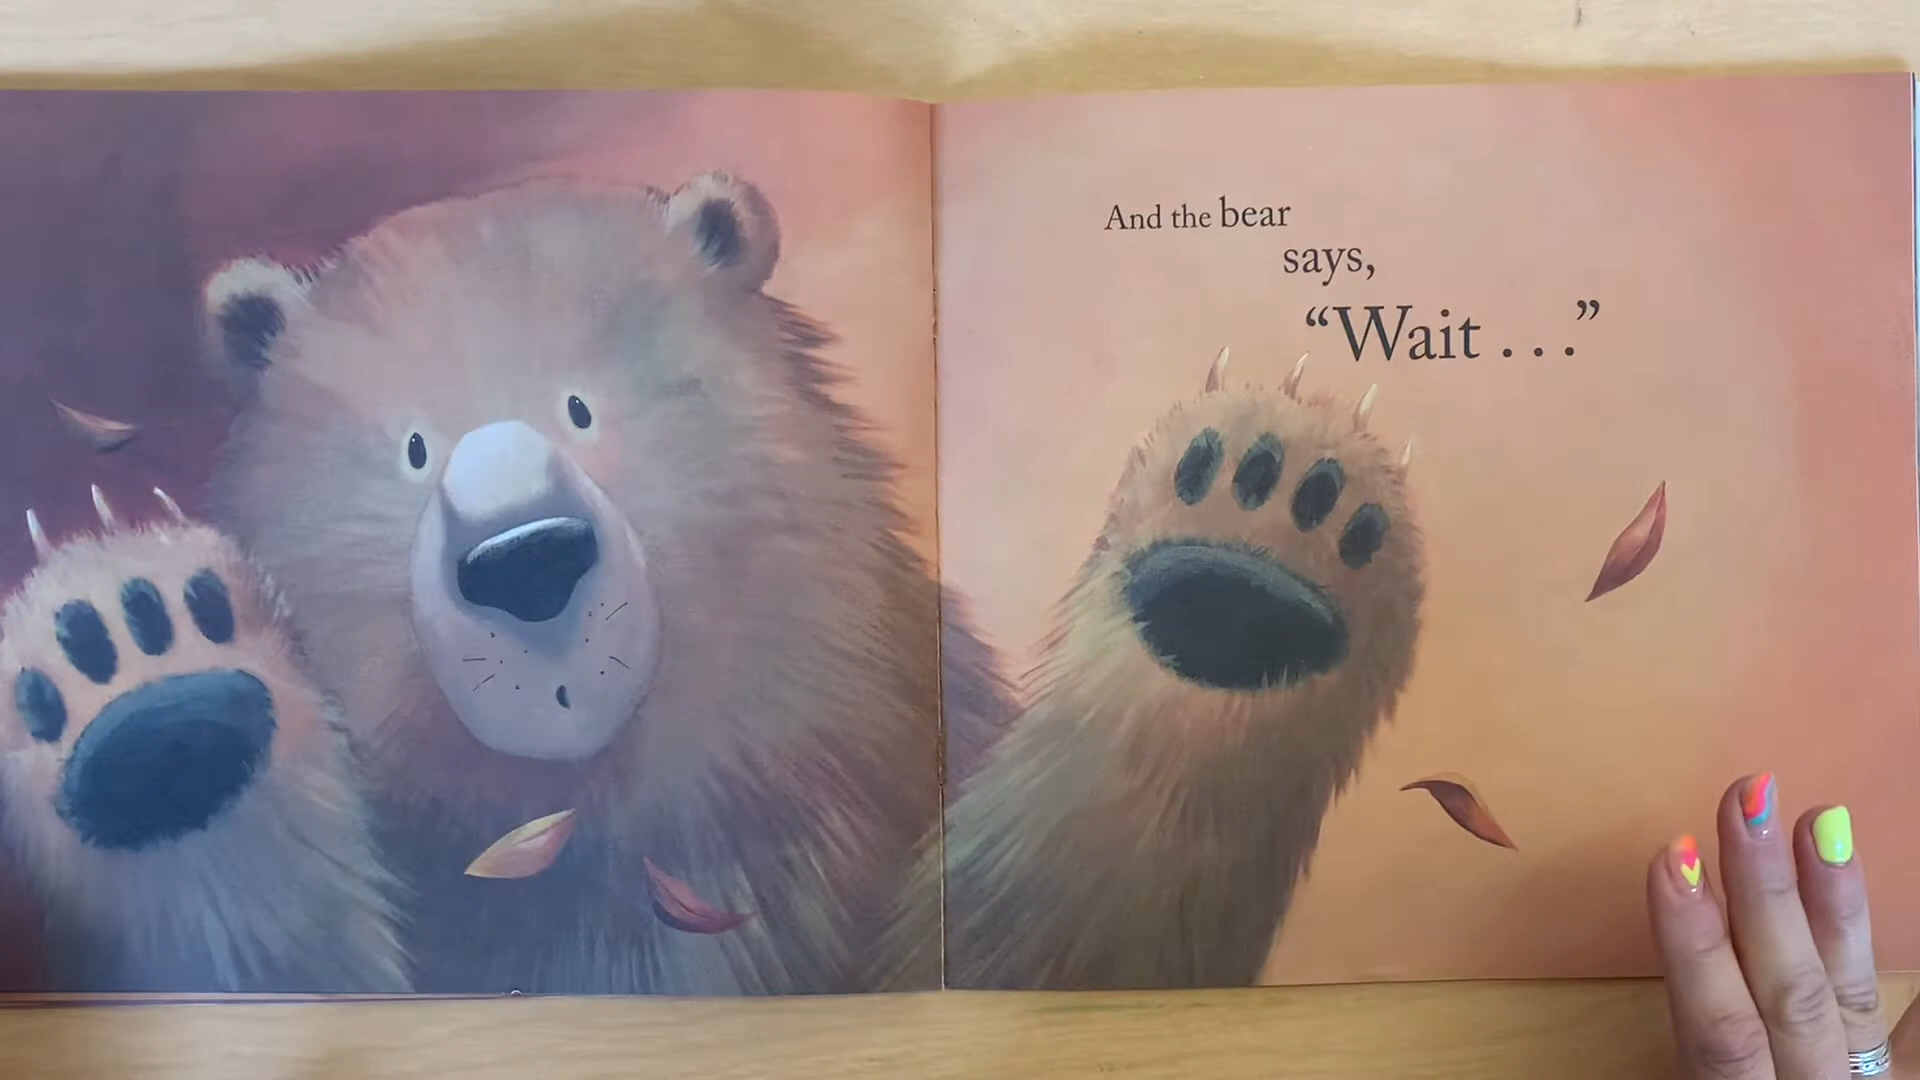 And the bear
says,
“Wait . . .”